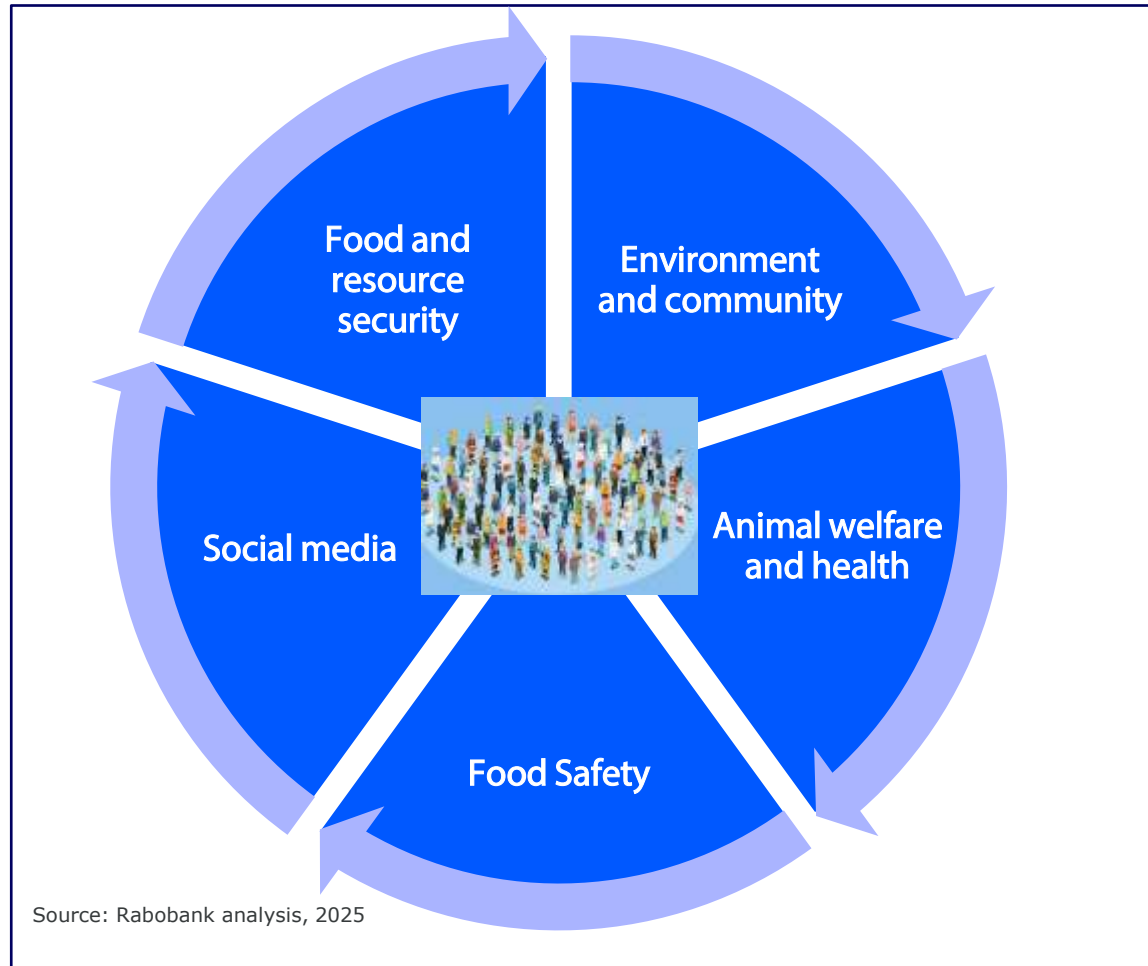 Food and
resource
security
Environment
and community
Animal welfare
and health
Food Safety
Social media
Source: Rabobank analysis, 2025